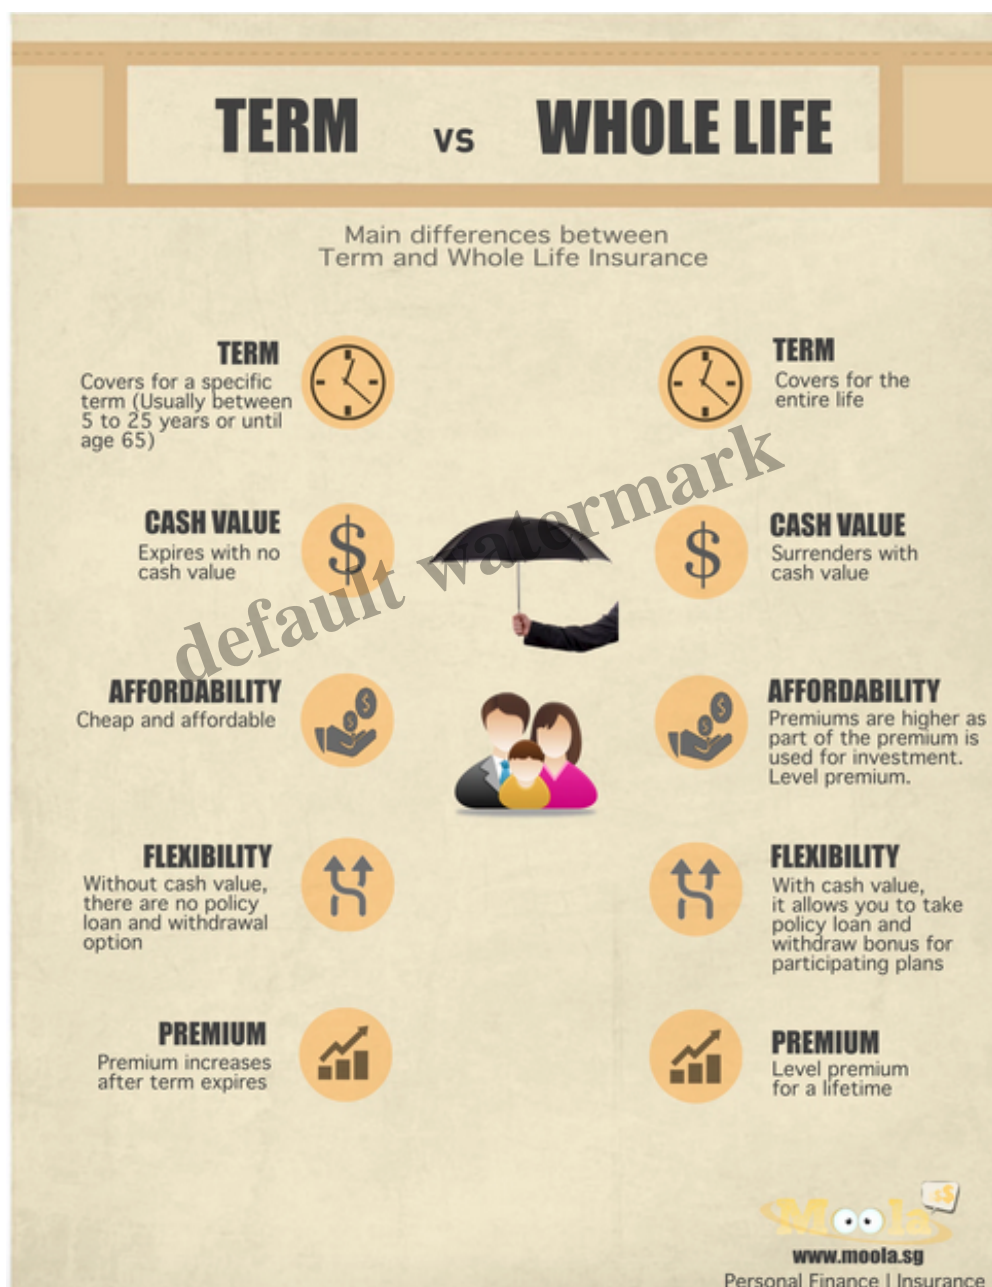 TERM vs WHOLE LIFE
Main differences between
Term and Whole Life Insurance
TERM
Covers for a specific
term (Usually between
5 to 25 years or until
age 65)
TERM
Covers for the
entire life
CASH VALUE
Expires with no
cash value
CASH VALUE
Surrenders with
cash value
default watermark
AFFORDABILITY
Cheap and affordable
AFFORDABILITY
Premiums are higher as
part of the premium is
used for investment.
Level premium.
FLEXIBILITY
Without cash value,
there are no policy
loan and withdrawal
option
FLEXIBILITY
With cash value,
it allows you to take
policy loan and
withdraw bonus for
participating plans
PREMIUM
Premium increases
after term expires
PREMIUM
Level premium
for a lifetime
Moola
www.moola.sg
Personal Finance | Insurance